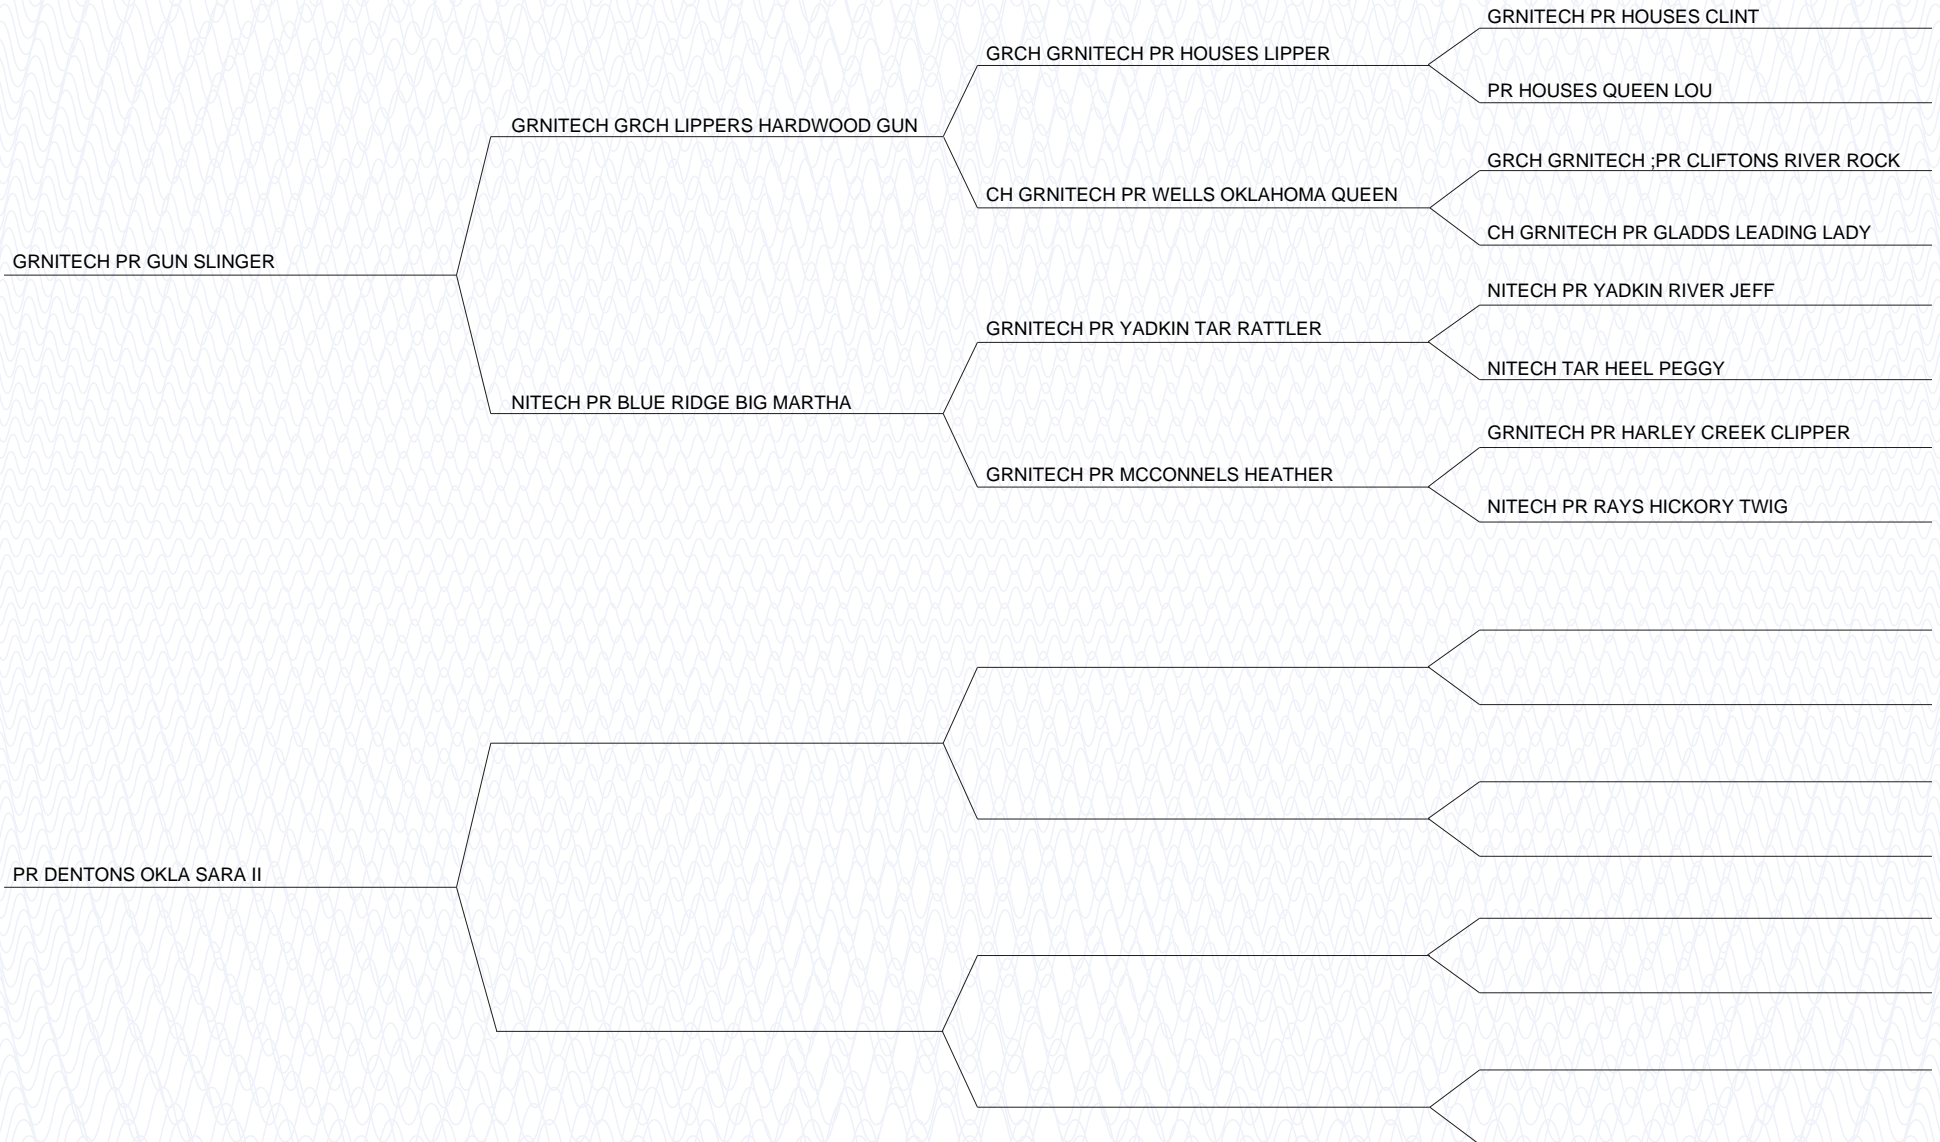 GRNITECH PR HOUSES CLINT
GRCH GRNITECH PR HOUSES LIPPER
PR HOUSES QUEEN LOU
GRNITECH GRCH LIPPERS HARDWOOD GUN
GRCH GRNITECH ;PR CLIFTONS RIVER ROCK
CH GRNITECH PR WELLS OKLAHOMA QUEEN
CH GRNITECH PR GLADDS LEADING LADY
GRNITECH PR GUN SLINGER
NITECH PR YADKIN RIVER JEFF
GRNITECH PR YADKIN TAR RATTLER
NITECH TAR HEEL PEGGY
NITECH PR BLUE RIDGE BIG MARTHA
GRNITECH PR HARLEY CREEK CLIPPER
GRNITECH PR MCCONNELS HEATHER
NITECH PR RAYS HICKORY TWIG
PR DENTONS OKLA SARA II